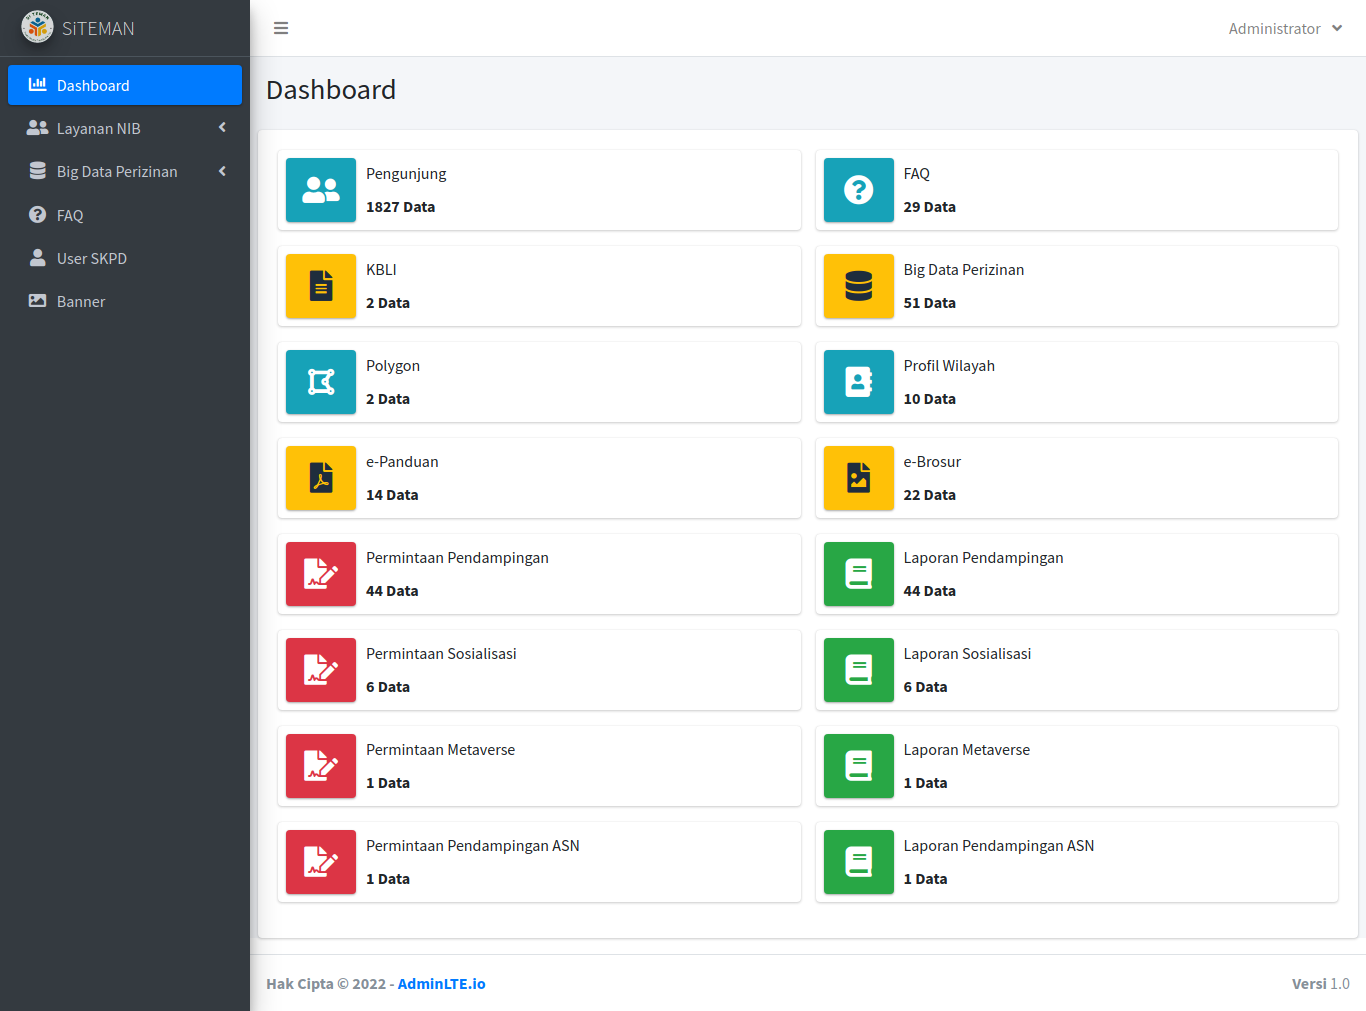 SiTEMAN
Administrator
Dashboard
Layanan NIB
Big Data Perizinan
FAQ
User SKPD
Banner
Dashboard
Pengunjung
1827 Data
FAQ
29 Data
KBLI
2 Data
Big Data Perizinan
51 Data
Polygon
2 Data
Profil Wilayah
10 Data
e-Panduan
14 Data
e-Brosur
22 Data
Permintaan Pendampingan
44 Data
Laporan Pendampingan
44 Data
Permintaan Sosialisasi
6 Data
Laporan Sosialisasi
6 Data
Permintaan Metaverse
1 Data
Laporan Metaverse
1 Data
Permintaan Pendampingan ASN
1 Data
Laporan Pendampingan ASN
1 Data
Hak Cipta © 2022 - AdminLTE.io
Versi 1.0